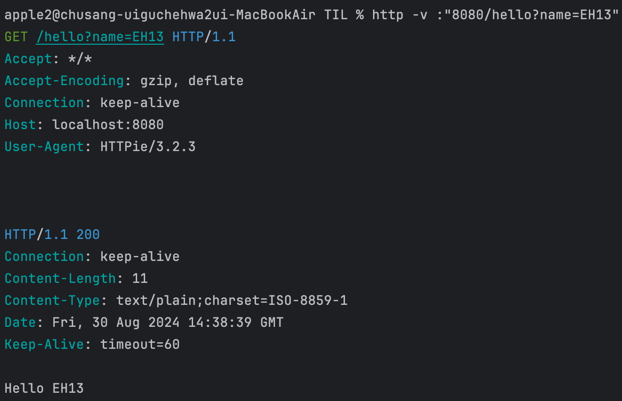 apple2@chusang-uiguchehwa2ui-MacBookAir TIL % http -v :"8080/hello?name=EH13"
GET /hello?name=EH13 HTTP/1.1
Accept: */*
Accept-Encoding: gzip, deflate
Connection: keep-alive
Host: localhost:8080
User-Agent: HTTPie/3.2.3
HTTP/1.1 200
Connection: keep-alive
Content-Length: 11
Content-Type: text/plain;charset=ISO-8859-1
Date: Fri, 30 Aug 2024 14:38:39 GMT
Keep-Alive: timeout=60
Hello EH13